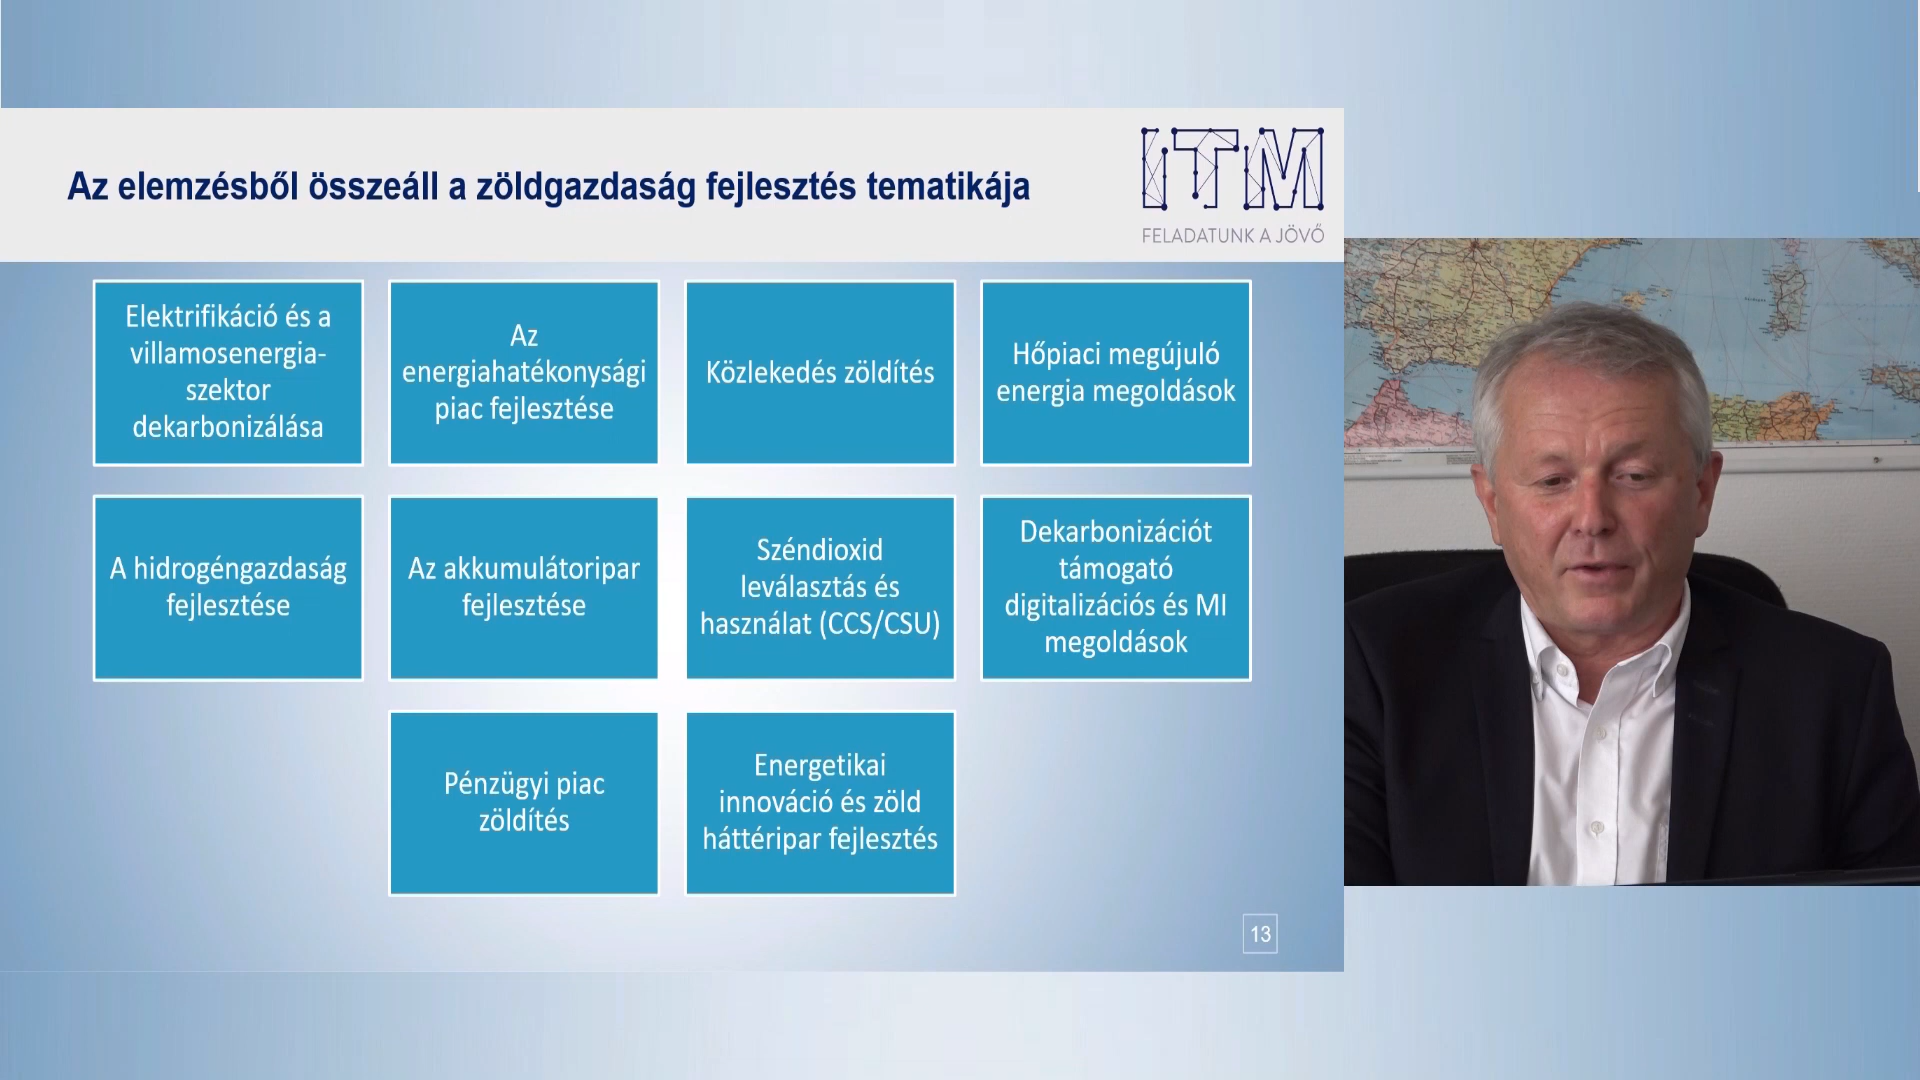 Az elemzésből összeáll a zöldgazdaság fejlesztés tematikája
ITM
FELADATUNK A JÖVŐ
Elektrifikáció és a
villamosenergia-
szektor
dekarbonizálása
Az
energiahatékonysági
piac fejlesztése
Közlekedés zöldítés
Hőpiaci megújuló
energia megoldások
A hidrogéngazdaság
fejlesztése
Az akkumulátoripar
fejlesztése
Széndioxid
leválasztás és
használat (CCS/CSU)
Dekarbonizációt
támogató
digitalizációs és MI
megoldások
Pénzügyi piac
zöldítés
Energetikai
innováció és zöld
háttéripar fejlesztés
13